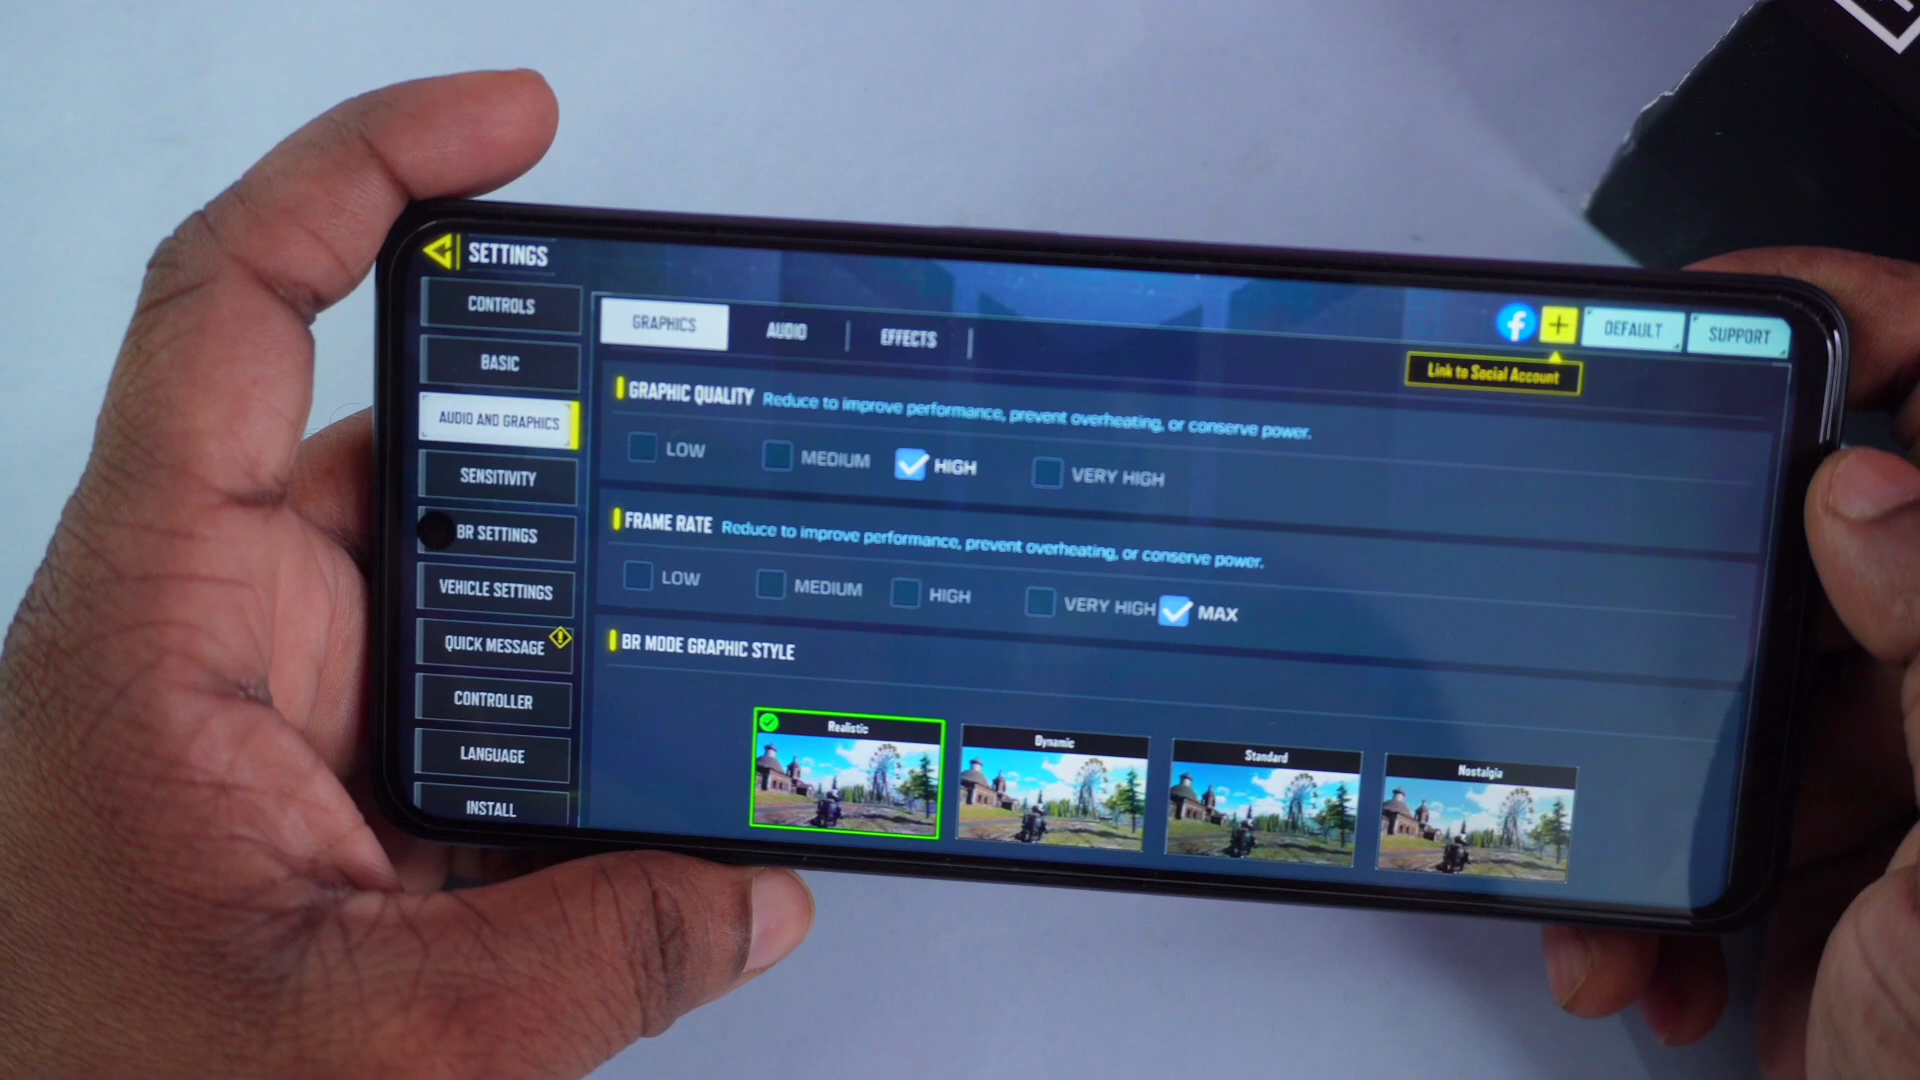 SETTINGS
CONTROLS
BASIC
AUDIO AND GRAPHICS
SENSITIVITY
BR SETTINGS
VEHICLE SETTINGS
QUICK MESSAGE
CONTROLLER
LANGUAGE
INSTALL
GRAPHICS AUDIO EFFECTS
DEFAULT SUPPORT
Link to Social Account
GRAPHIC QUALITY Reduce to improve performance, prevent overheating, or conserve power.
LOW MEDIUM HIGH VERY HIGH
FRAME RATE Reduce to improve performance, prevent overheating, or conserve power.
LOW MEDIUM HIGH VERY HIGH MAX
BR MODE GRAPHIC STYLE
Realistic Dynamic Standard Nostalgia